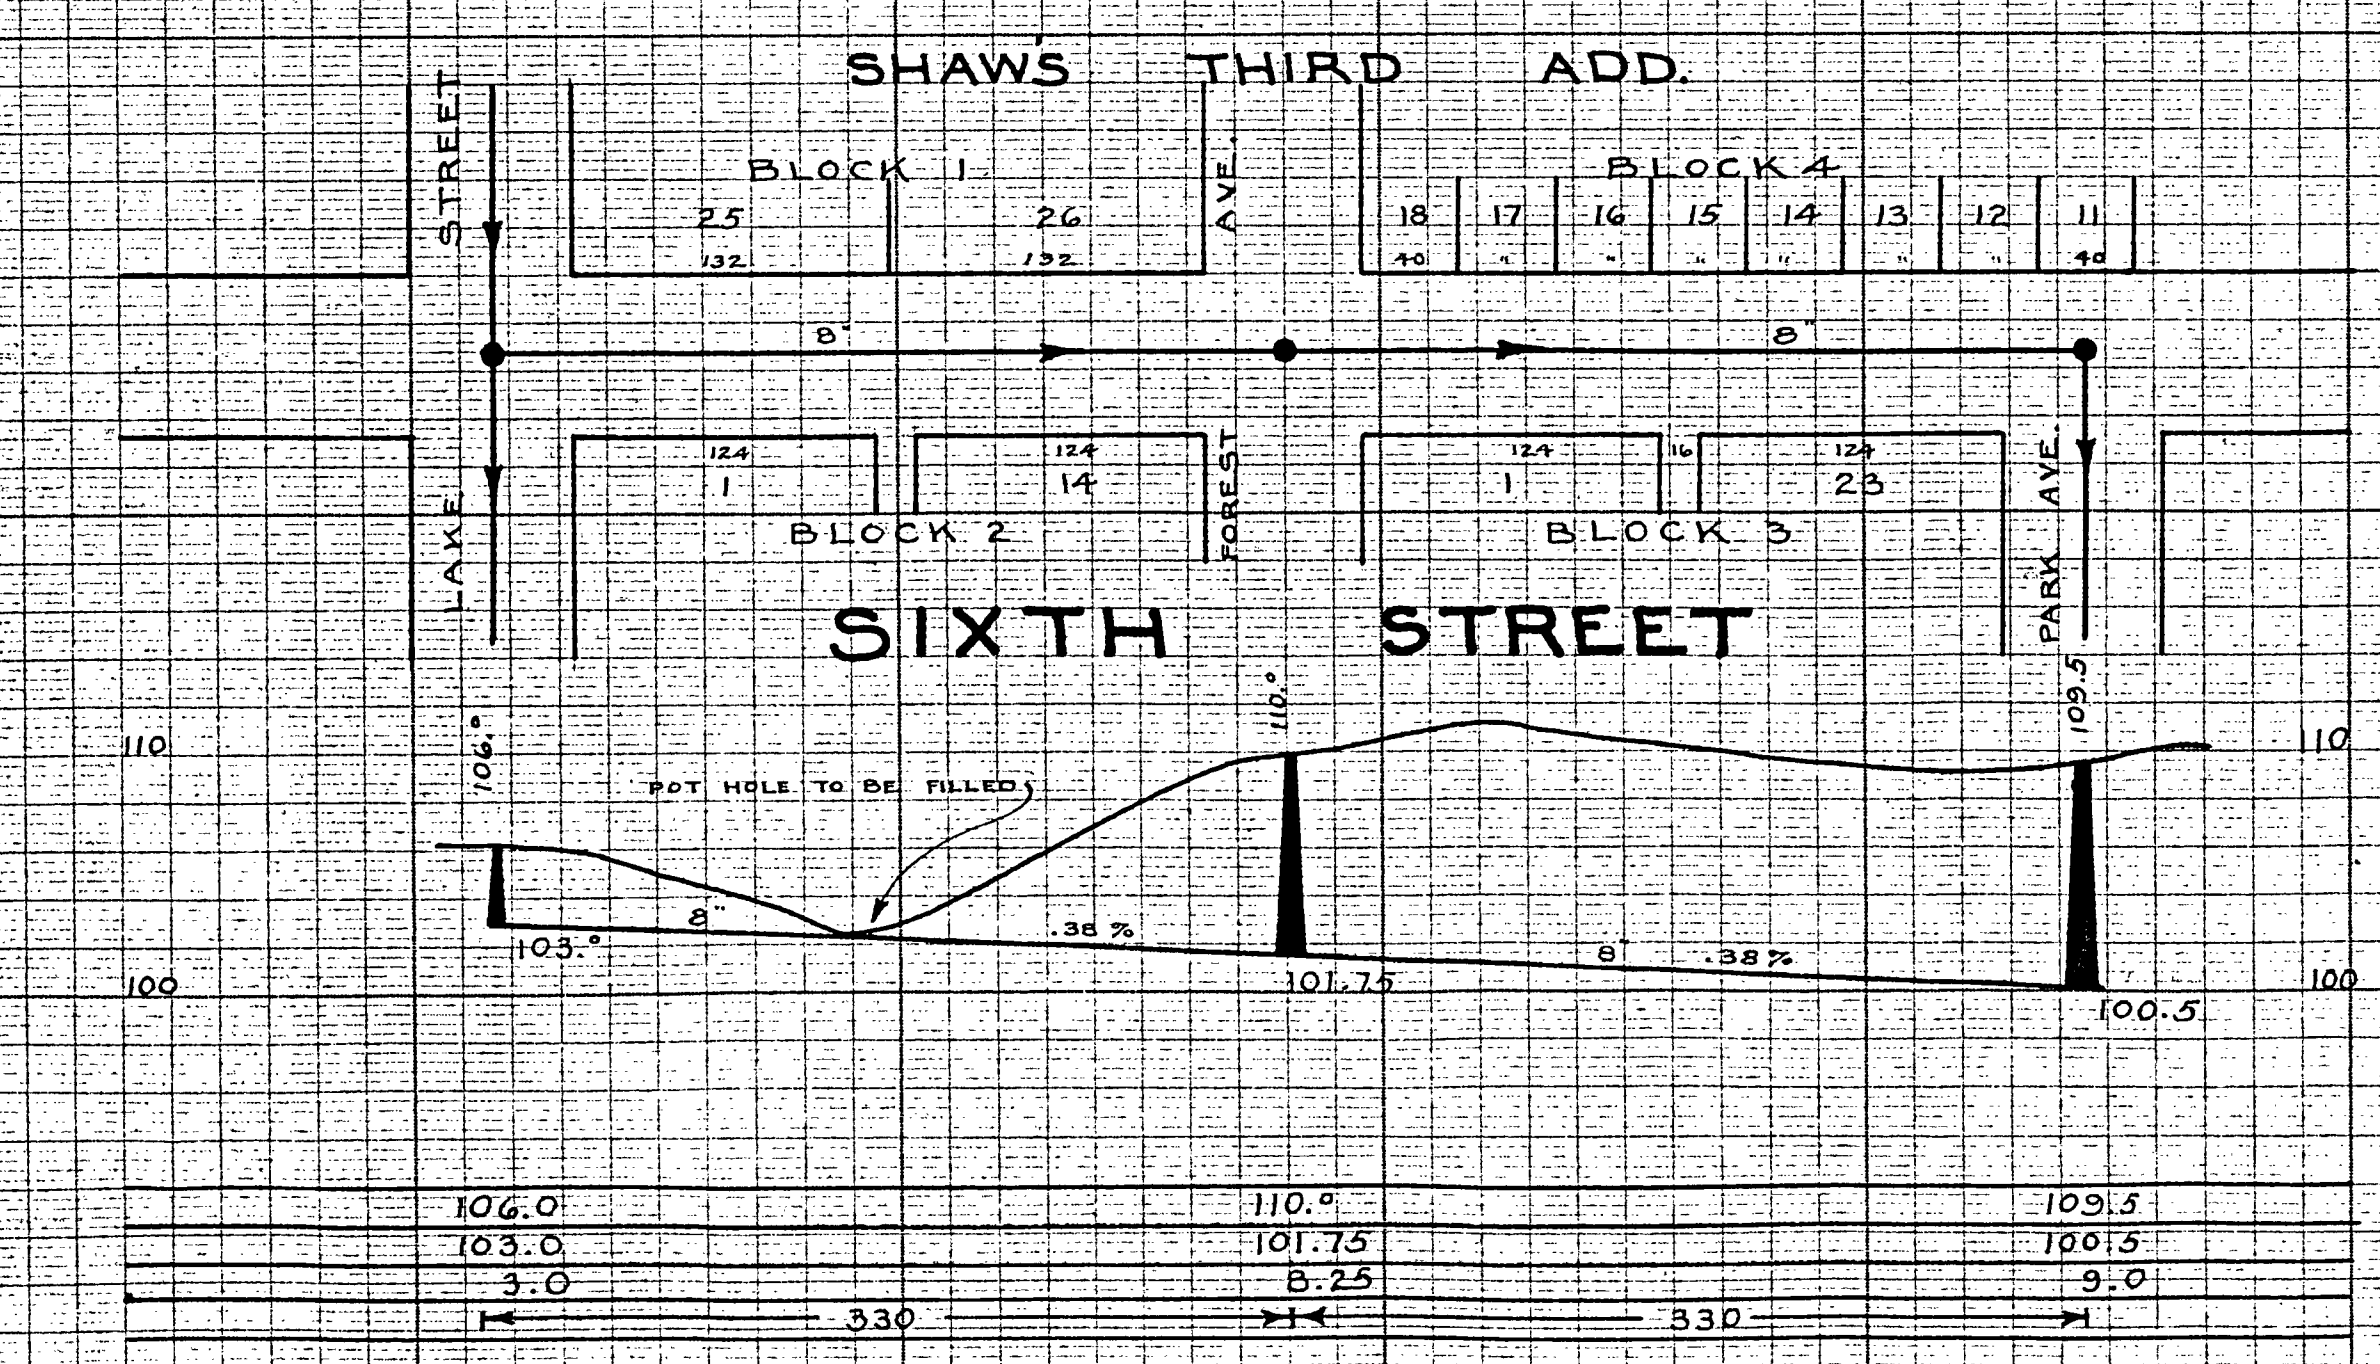 SHAW'S THIRD ADD.
STREET
AVE.
BLOCK 1
BLOCK 4
25 26 18 17 16 15 14 13 12 11
132 132 40 " " " " " " 40
8" 8"
LAKE
FOREST
PARK AVE.
124 124 124 16 124
1 14 1 23
BLOCK 2 BLOCK 3
SIXTH STREET
106.° 110.° 109.5
110 110
POT HOLE TO BE FILLED
8" .38 % 8" .38 %
103.° 101.75 100.5
100 100
106.0 110.° 109.5
103.0 101.75 100.5
3.0 8.25 9.0
330 330